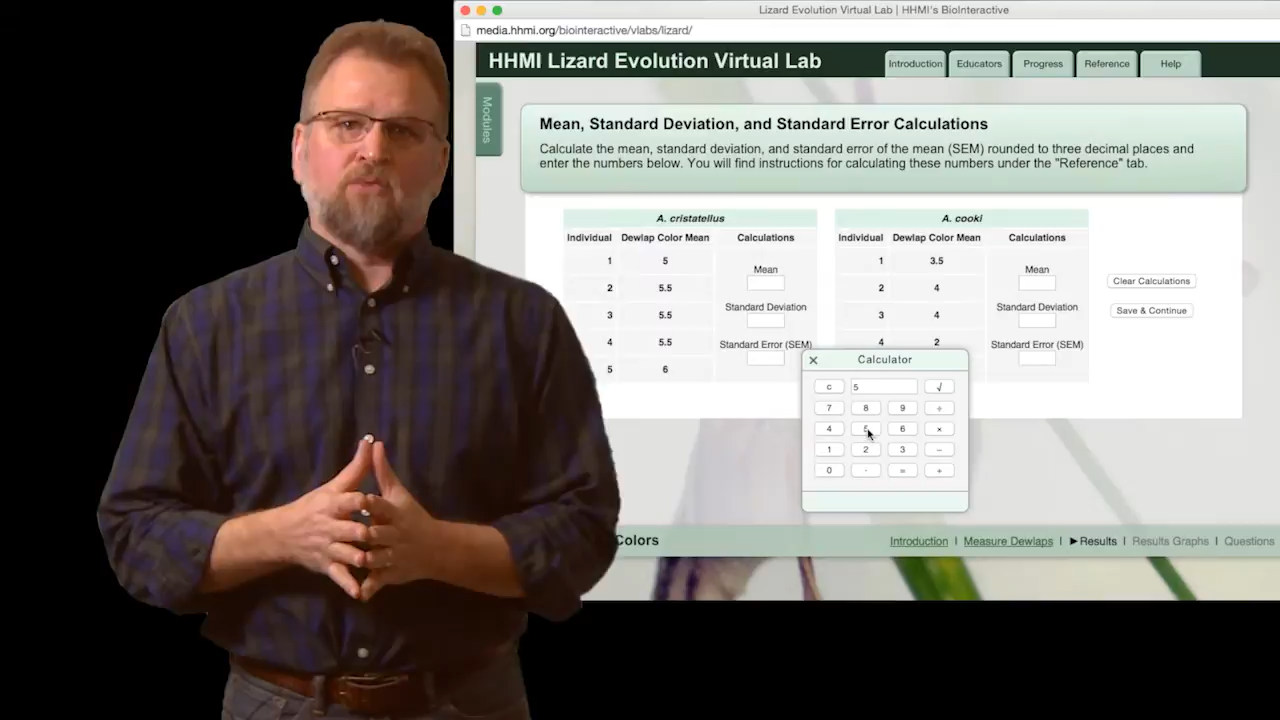 Lizard Evolution Virtual Lab | HHMI's BioInteractive
media.hhmi.org/biointeractive/vlabs/lizard/
HHMI Lizard Evolution Virtual Lab
Introduction Educators Progress Reference Help
Modules
Mean, Standard Deviation, and Standard Error Calculations
Calculate the mean, standard deviation, and standard error of the mean (SEM) rounded to three decimal places and
enter the numbers below. You will find instructions for calculating these numbers under the "Reference" tab.
A. cristatellus
Individual Dewlap Color Mean Calculations
1 5
Mean
2 5.5
3 5.5
Standard Deviation
4 5.5
Standard Error (SEM)
5 6
A. cooki
Individual Dewlap Color Mean Calculations
1 3.5
Mean
2 4
3 4
Standard Deviation
4 2
Standard Error (SEM)
Clear Calculations
Save & Continue
Calculator
c 5 √
7 8 9 ÷
4 5 6 ×
1 2 3 −
0 . = +
Colors
Introduction | Measure Dewlaps | ▶Results | Results Graphs | Questions